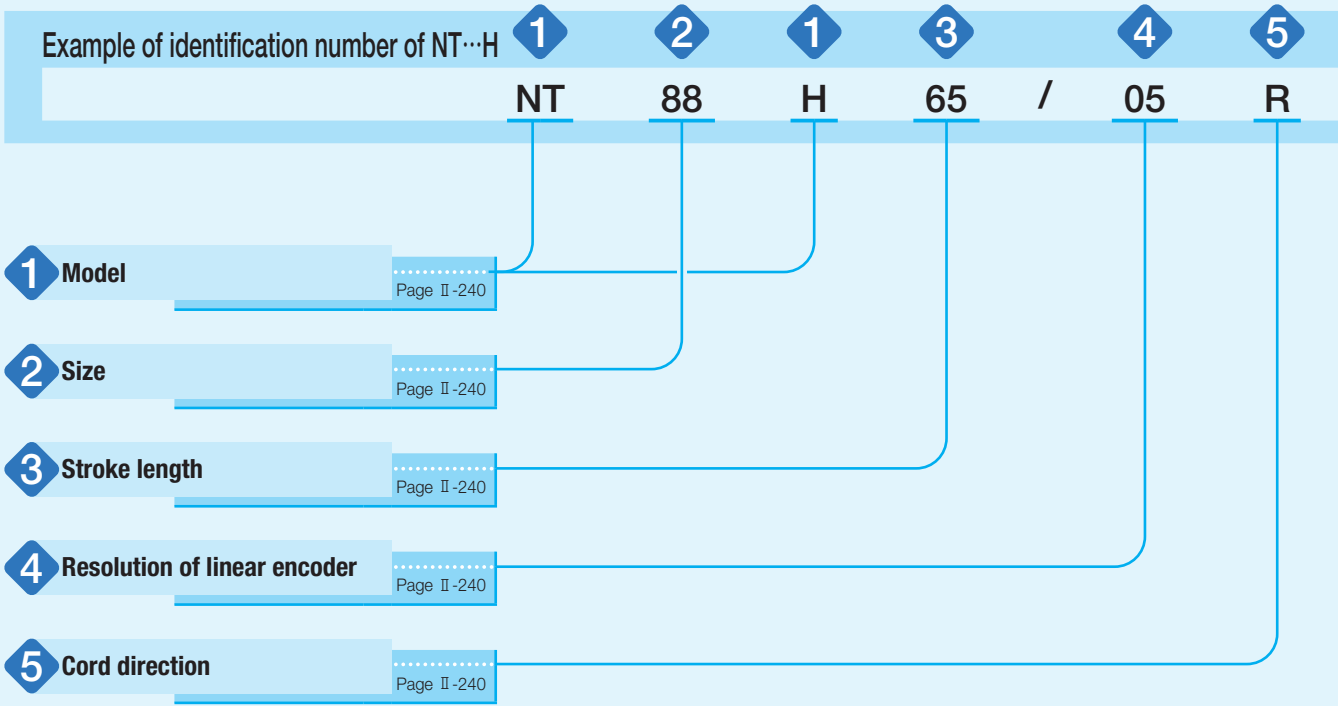 1 2 1 3 4 5
Example of identification number of NT…H
NT 88 H 65 / 05 R
1 Model
Page Ⅱ-240
2 Size
Page Ⅱ-240
3 Stroke length
Page Ⅱ-240
4 Resolution of linear encoder
Page Ⅱ-240
5 Cord direction
Page Ⅱ-240